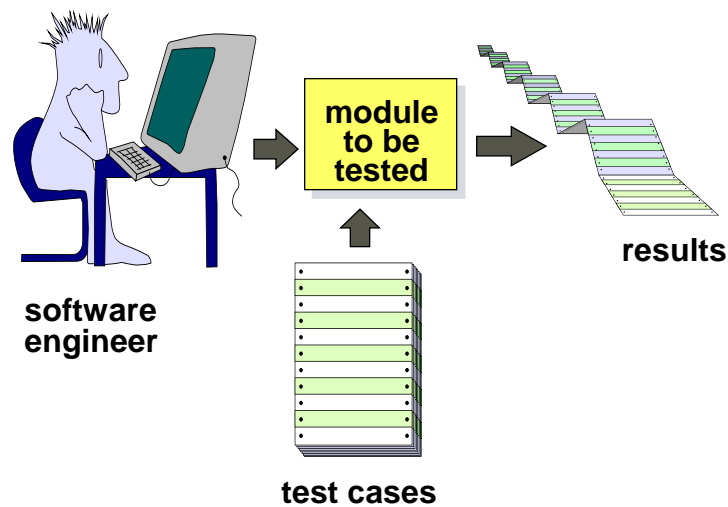 module
to be
tested
results
software
engineer
test cases